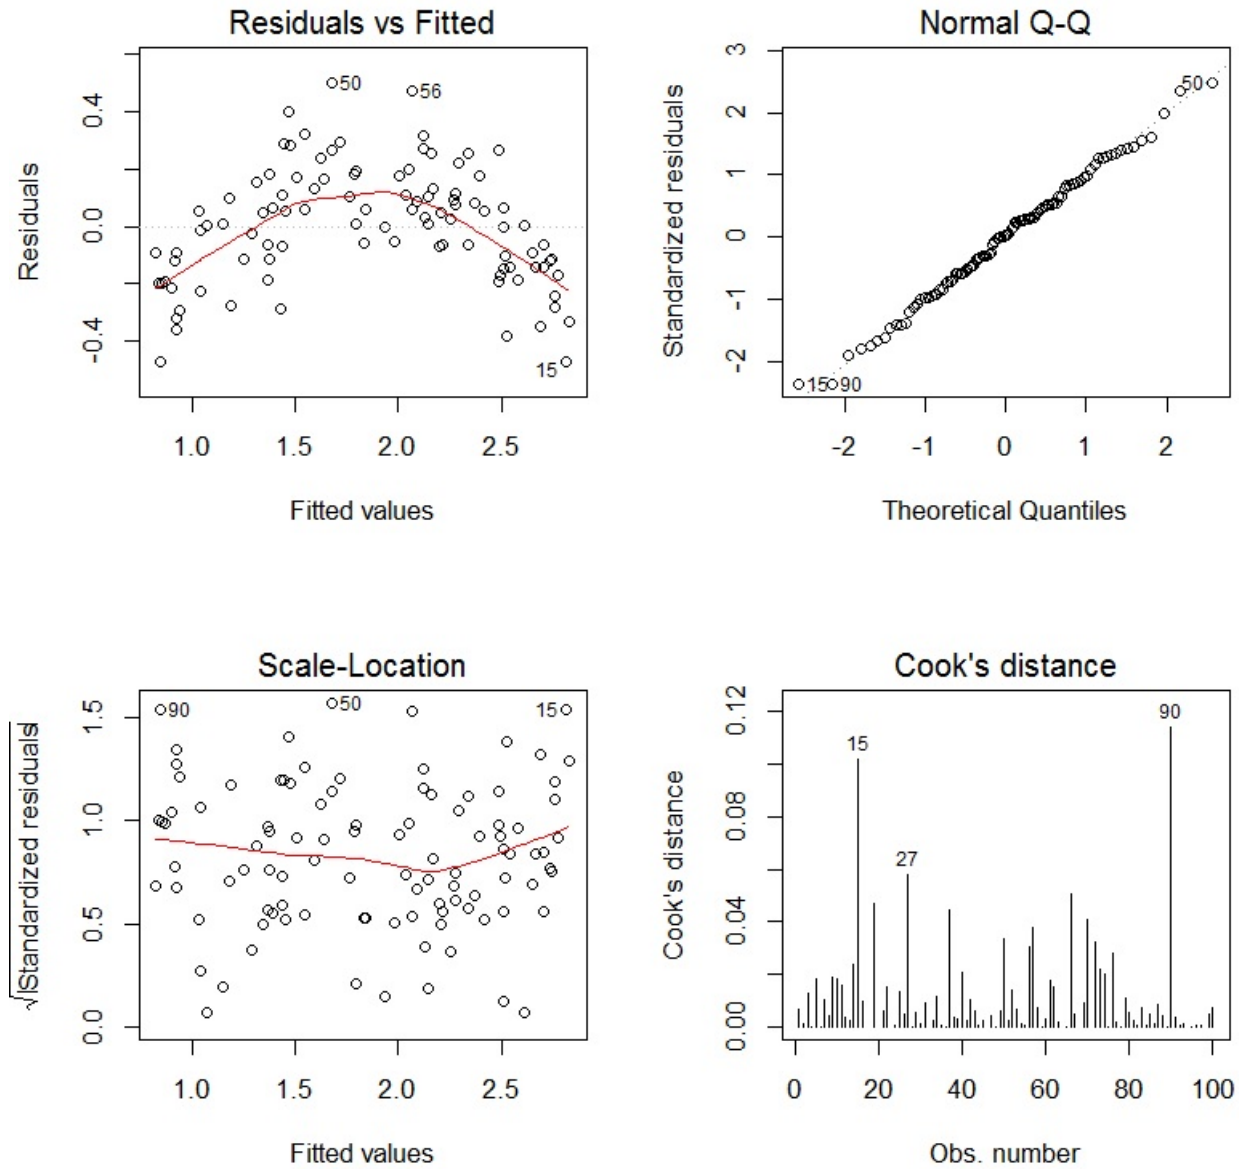 Residuals vs Fitted
Residuals
0.4
0.0
-0.4
50
56
15
1.0 1.5 2.0 2.5
Fitted values
Normal Q-Q
Standardized residuals
3
2
1
0
-1
-2
50
15 90
-2 -1 0 1 2
Theoretical Quantiles
Scale-Location
√|Standardized residuals|
1.5
1.0
0.5
0.0
90
50
15
1.0 1.5 2.0 2.5
Fitted values
Cook's distance
Cook's distance
0.12
0.08
0.04
0.00
90
15
27
0 20 40 60 80 100
Obs. number